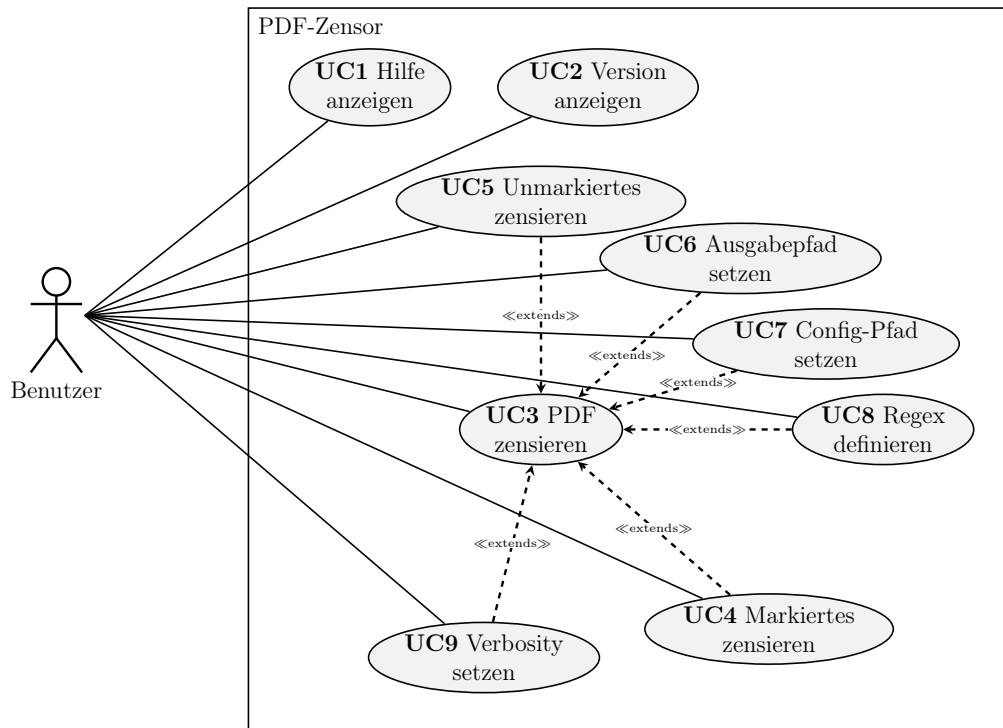 PDF-Zensor
UC1 Hilfe
anzeigen
UC2 Version
anzeigen
UC5 Unmarkiertes
zensieren
UC6 Ausgabepfad
setzen
≪extends≫
UC7 Config-Pfad
setzen
≪extends≫
≪extends≫
Benutzer
UC3 PDF
zensieren
≪extends≫
UC8 Regex
definieren
≪extends≫
≪extends≫
UC4 Markiertes
zensieren
UC9 Verbosity
setzen